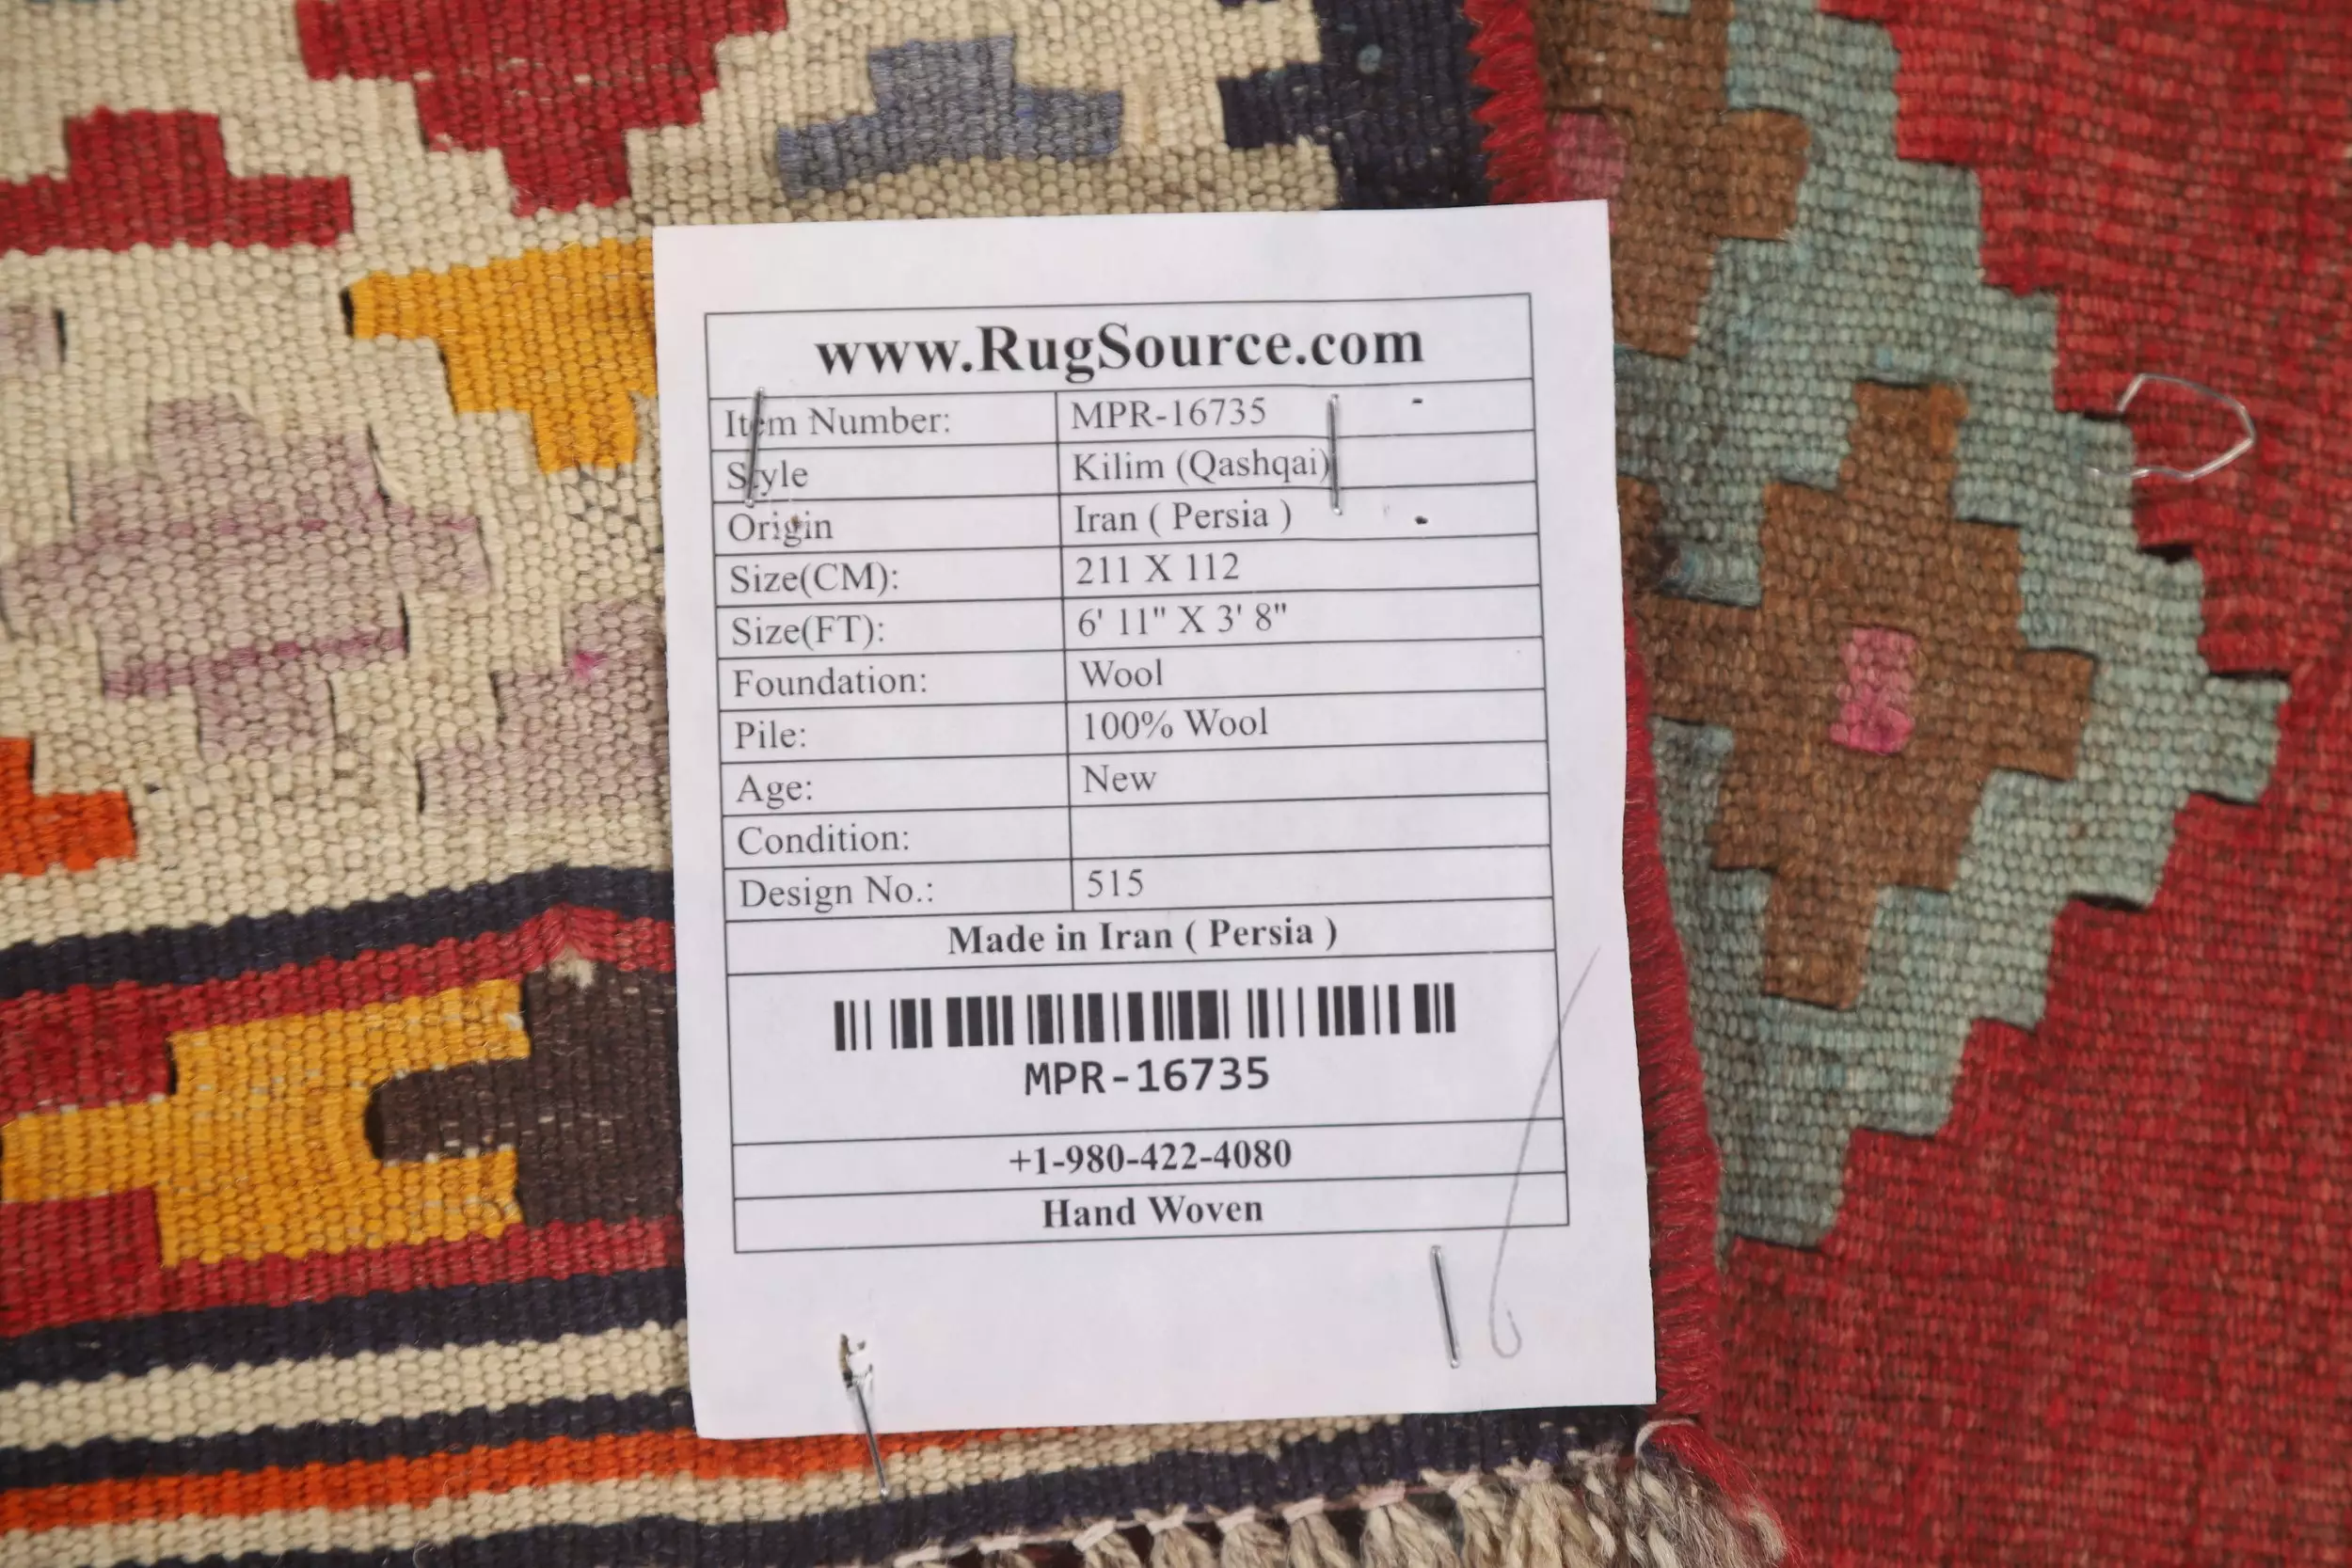 www.RugSource.com
Item Number: MPR-16735
Style Kilim (Qashqai)
Origin Iran ( Persia )
Size(CM): 211 X 112
Size(FT): 6' 11" X 3' 8"
Foundation: Wool
Pile: 100% Wool
Age: New
Condition:
Design No.: 515
Made in Iran ( Persia )
MPR-16735
+1-980-422-4080
Hand Woven